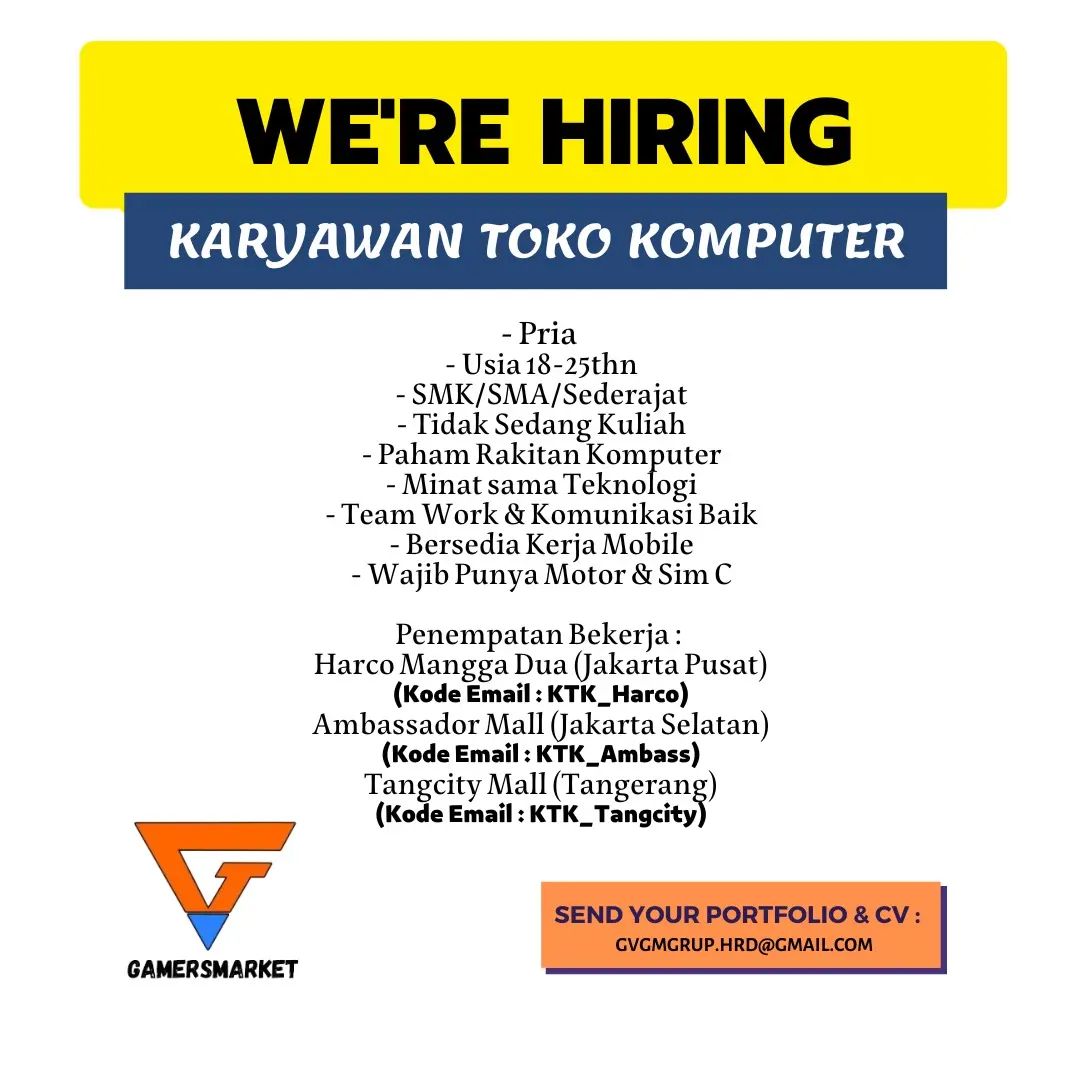 WE'RE HIRING
KARYAWAN TOKO KOMPUTER
- Pria
- Usia 18-25thn
- SMK/SMA/Sederajat
- Tidak Sedang Kuliah
- Paham Rakitan Komputer
- Minat sama Teknologi
- Team Work & Komunikasi Baik
- Bersedia Kerja Mobile
- Wajib Punya Motor & Sim C
Penempatan Bekerja :
Harco Mangga Dua (Jakarta Pusat)
(Kode Email : KTK_Harco)
Ambassador Mall (Jakarta Selatan)
(Kode Email : KTK_Ambass)
Tangcity Mall (Tangerang)
(Kode Email : KTK_Tangcity)
GAMERSMARKET
SEND YOUR PORTFOLIO & CV :
GVGMGRUP.HRD@GMAIL.COM